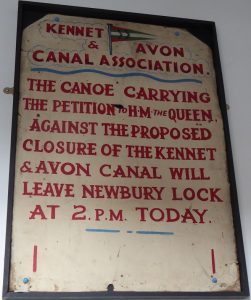 KENNET
& AVON
CANAL ASSOCIATION.
THE CANOE CARRYING
THE PETITION TO H·M·THE QUEEN,
AGAINST THE PROPOSED
CLOSURE OF THE KENNET
& AVON CANAL WILL
LEAVE NEWBURY LOCK
AT 2. P.M. TODAY.